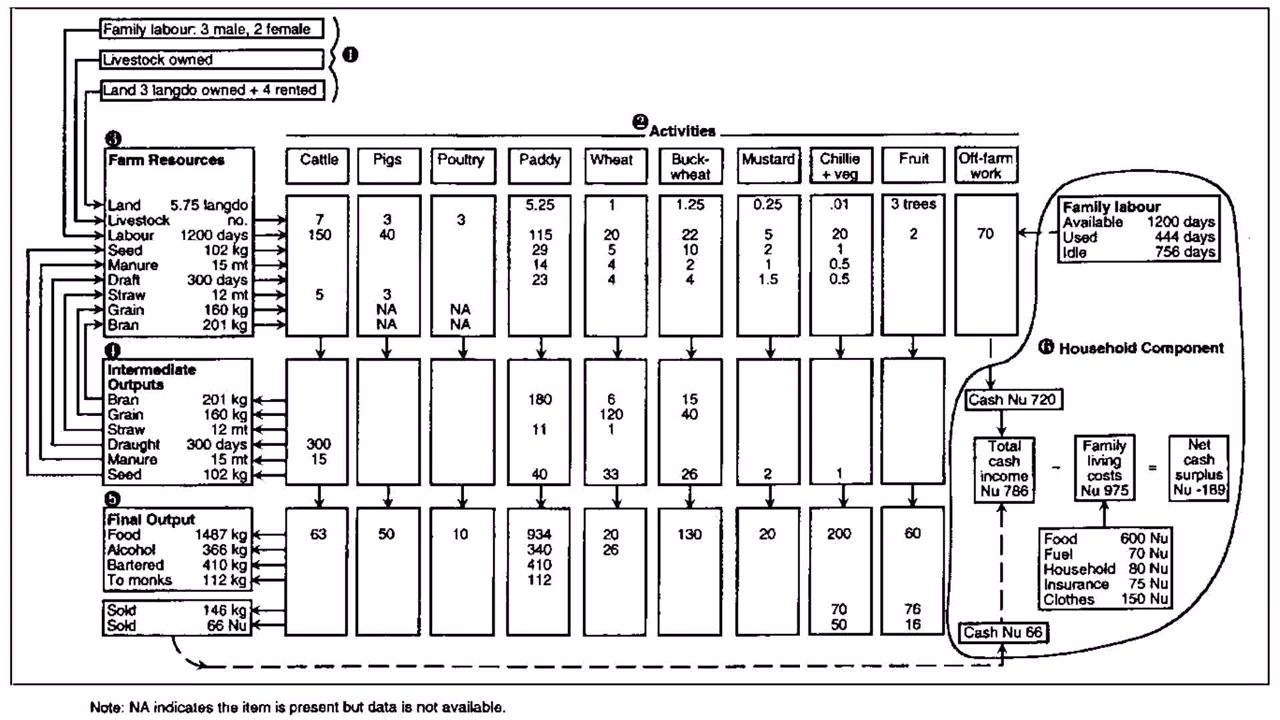 Family labour: 3 male, 2 female
Livestock owned
Land 3 langdo owned + 4 rented
❶
❷ Activities
❸
Farm Resources
Cattle Pigs Poultry Paddy Wheat Buck-wheat Mustard Chillie + veg Fruit Off-farm work
Land 5.75 langdo 5.25 1 1.25 0.25 .01 3 trees
Livestock no. 7 3 3
Labour 1200 days 150 40 115 20 22 5 20 2 70
Seed 102 kg 29 5 10 2 1
Manure 15 mt 14 4 2 1 0.5
Draft 300 days 23 4 4 1.5 0.5
Straw 12 mt 5 3
Grain 160 kg NA NA
Bran 201 kg NA NA
Family labour
Available 1200 days
Used 444 days
Idle 756 days
❹
Intermediate
Outputs
Bran 201 kg 180 6 15
Grain 160 kg 120 40
Straw 12 mt 11 1
Draught 300 days 300
Manure 15 mt 15
Seed 102 kg 40 33 26 2 1
❺
Final Output
Food 1487 kg 63 50 10 934 20 130 20 200 60
Alcohol 366 kg 340 26
Bartered 410 kg 410
To monks 112 kg 112
Sold 146 kg 70 76
Sold 66 Nu 50 16
❻ Household Component
Cash Nu 720
Total
cash
income
Nu 786
-
Family
living
costs
Nu 975
=
Net
cash
surplus
Nu -189
Food 600 Nu
Fuel 70 Nu
Household 80 Nu
Insurance 75 Nu
Clothes 150 Nu
Cash Nu 66
Note: NA indicates the item is present but data is not available.